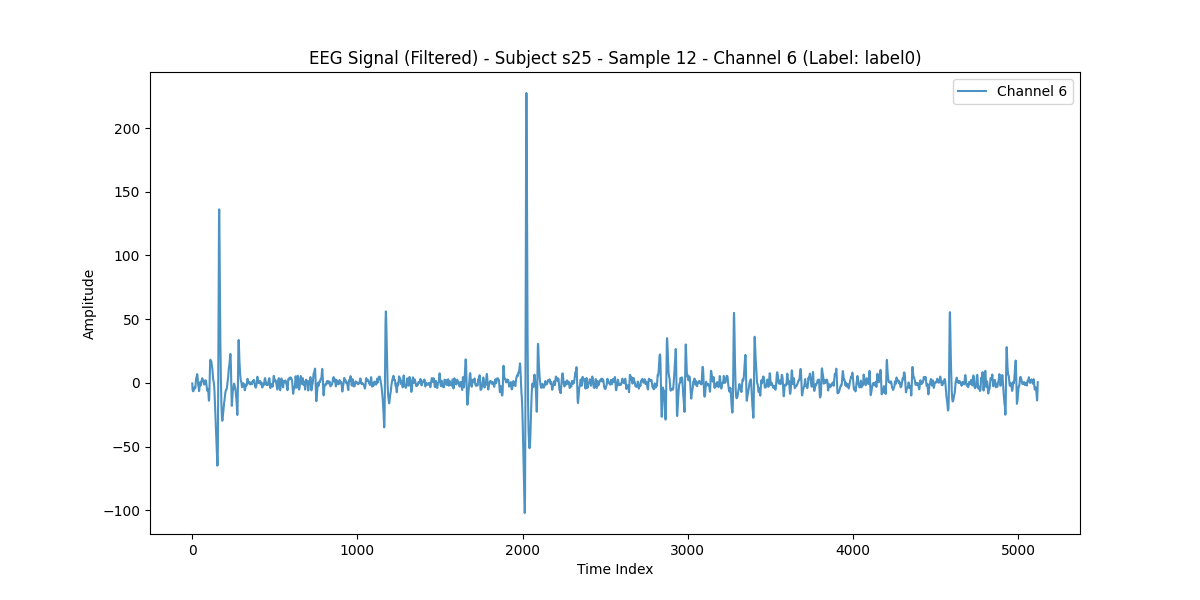 EEG Signal (Filtered) - Subject s25 - Sample 12 - Channel 6 (Label: label0)
Channel 6
200
150
100
50
0
−50
−100
Amplitude
0 1000 2000 3000 4000 5000
Time Index